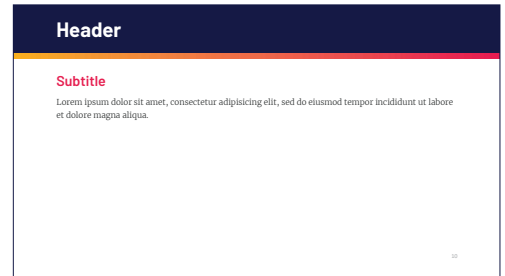 Header
Subtitle
Lorem ipsum dolor sit amet, consectetur adipisicing elit, sed do eiusmod tempor incididunt ut labore
et dolore magna aliqua.